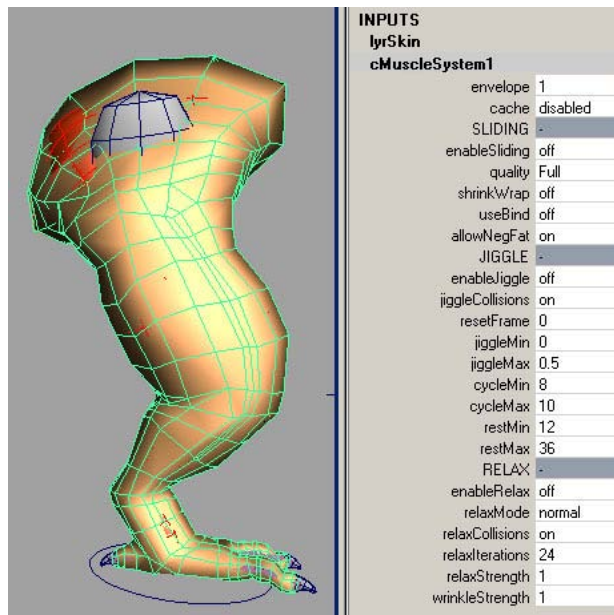 INPUTS
lyrSkin
cMuscleSystem1
envelope 1
cache disabled
SLIDING -
enableSliding off
quality Full
shrinkWrap off
useBind off
allowNegFat on
JIGGLE -
enableJiggle off
jiggleCollisions on
resetFrame 0
jiggleMin 0
jiggleMax 0.5
cycleMin 8
cycleMax 10
restMin 12
restMax 36
RELAX -
enableRelax off
relaxMode normal
relaxCollisions on
relaxIterations 24
relaxStrength 1
wrinkleStrength 1